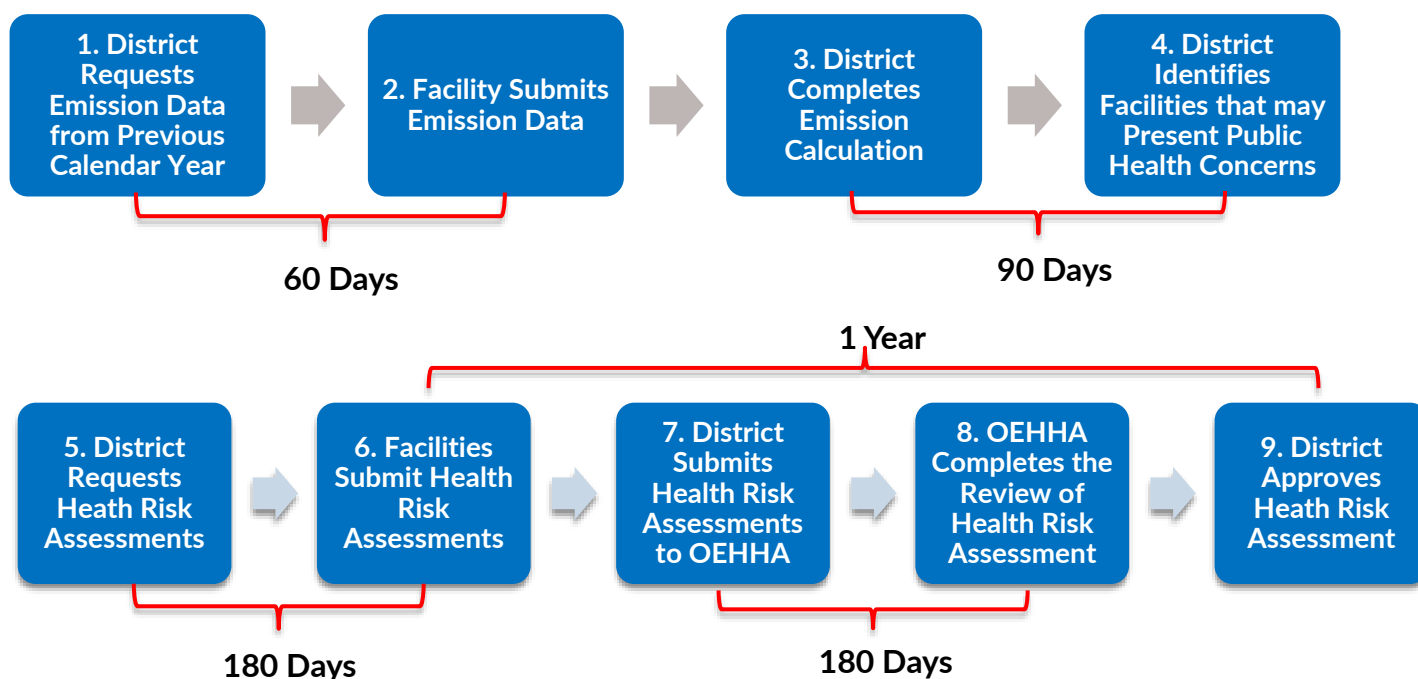 1. District
Requests
Emission Data
from Previous
Calendar Year
2. Facility Submits
Emission Data
3. District
Completes
Emission
Calculation
4. District
Identifies
Facilities that may
Present Public
Health Concerns
60 Days
90 Days
1 Year
5. District
Requests
Heath Risk
Assessments
6. Facilities
Submit Health
Risk
Assessments
7. District
Submits
Health Risk
Assessments
to OEHHA
8. OEHHA
Completes the
Review of
Health Risk
Assessment
9. District
Approves
Heath Risk
Assessment
180 Days
180 Days